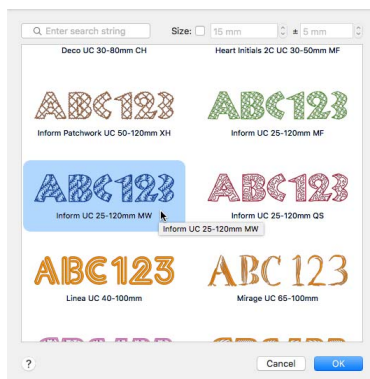 Enter search string Size: 15 mm ± 5 mm
Deco UC 30-80mm CH Heart Initials 2C UC 30-50mm MF
ABC123 ABC123
Inform Patchwork UC 50-120mm XH Inform UC 25-120mm MF
ABC123 ABC123
Inform UC 25-120mm MW Inform UC 25-120mm QS
Inform UC 25-120mm MW
ABC123 ABC 123
Linea UC 40-100mm Mirage UC 65-100mm
? Cancel OK